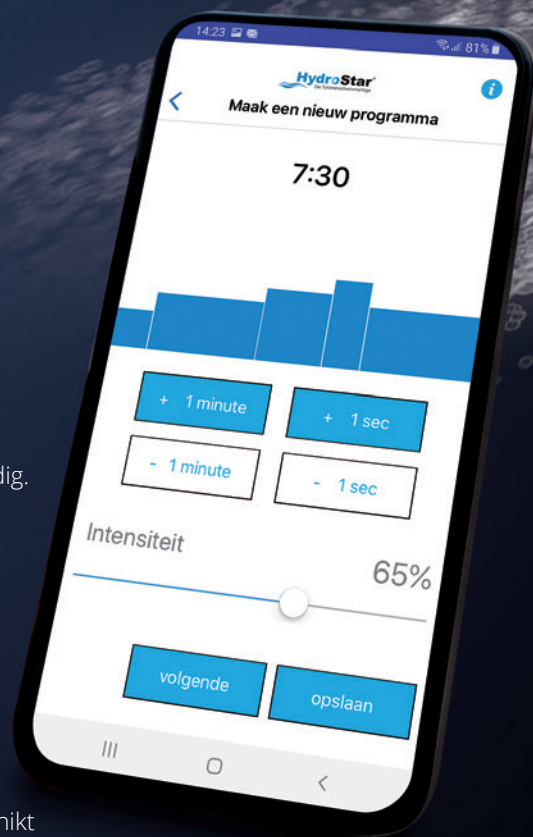 14:23 81%
HydroStar
Maak een nieuw programma
7:30
+ 1 minute + 1 sec
- 1 minute - 1 sec
dig.
Intensiteit
65%
volgende opslaan
hikt